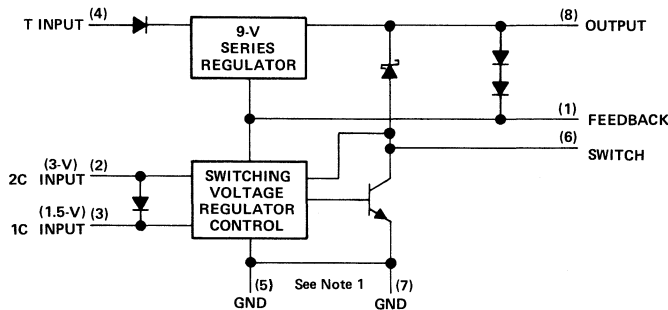 T INPUT (4)
9-V
SERIES
REGULATOR
(8) OUTPUT
(1) FEEDBACK
(6) SWITCH
(3-V) (2)
2C INPUT
(1.5-V) (3)
1C INPUT
SWITCHING
VOLTAGE
REGULATOR
CONTROL
(5)
GND
See Note 1
(7)
GND